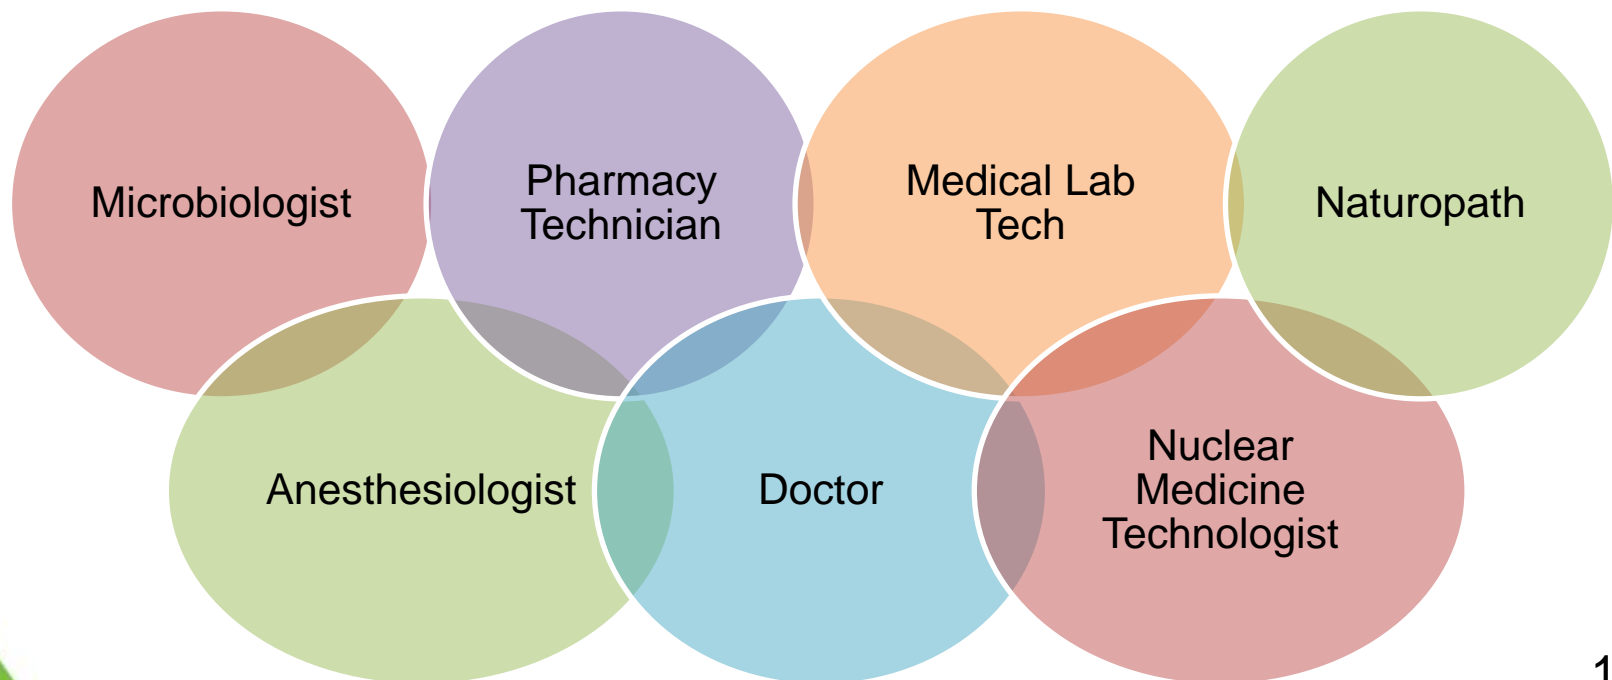 Microbiologist
Pharmacy
Technician
Medical Lab
Tech
Naturopath
Anesthesiologist
Doctor
Nuclear
Medicine
Technologist
1